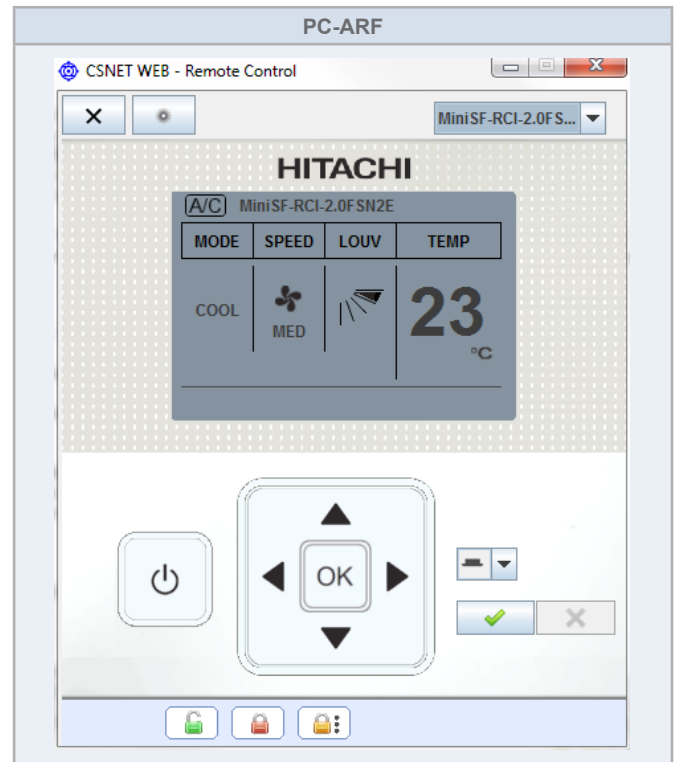 PC-ARF
CSNET WEB - Remote Control
MiniSF-RCI-2.0FS...
HITACHI
A/C MiniSF-RCI-2.0FSN2E
MODE SPEED LOUV TEMP
COOL MED 23 °C
OK